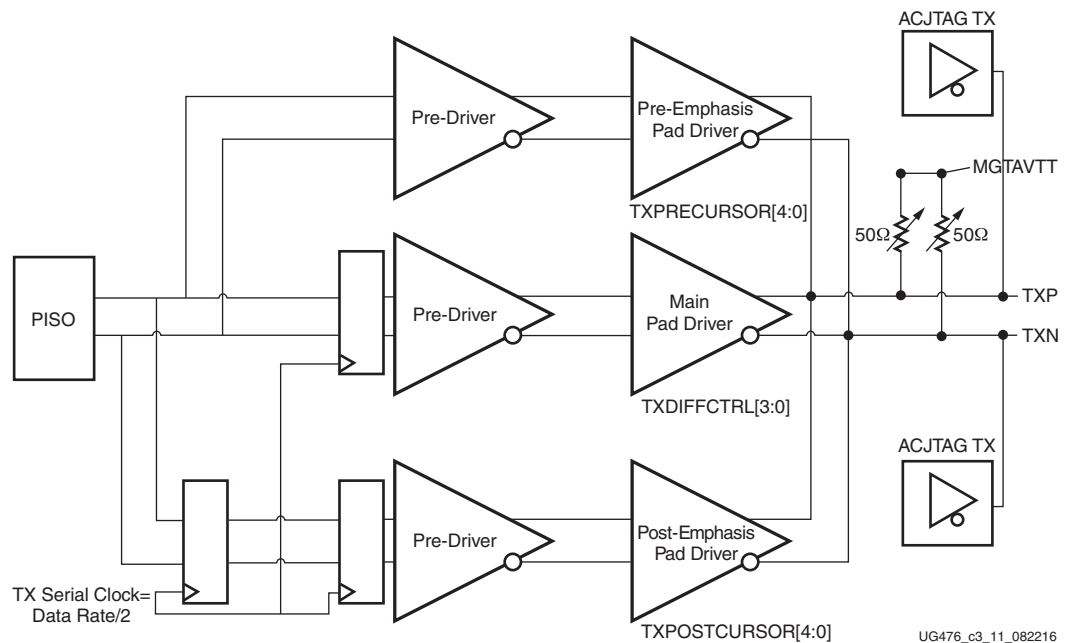 ACJTAG TX
Pre-Driver
Pre-Emphasis
Pad Driver
MGTAVTT
TXPRECURSOR[4:0]
50Ω
50Ω
PISO
Pre-Driver
Main
Pad Driver
TXP
TXN
TXDIFFCTRL[3:0]
ACJTAG TX
Pre-Driver
Post-Emphasis
Pad Driver
TX Serial Clock=
Data Rate/2
TXPOSTCURSOR[4:0]
UG476_c3_11_082216